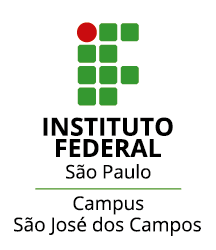 INSTITUTO
FEDERAL
São Paulo
Campus
São José dos Campos